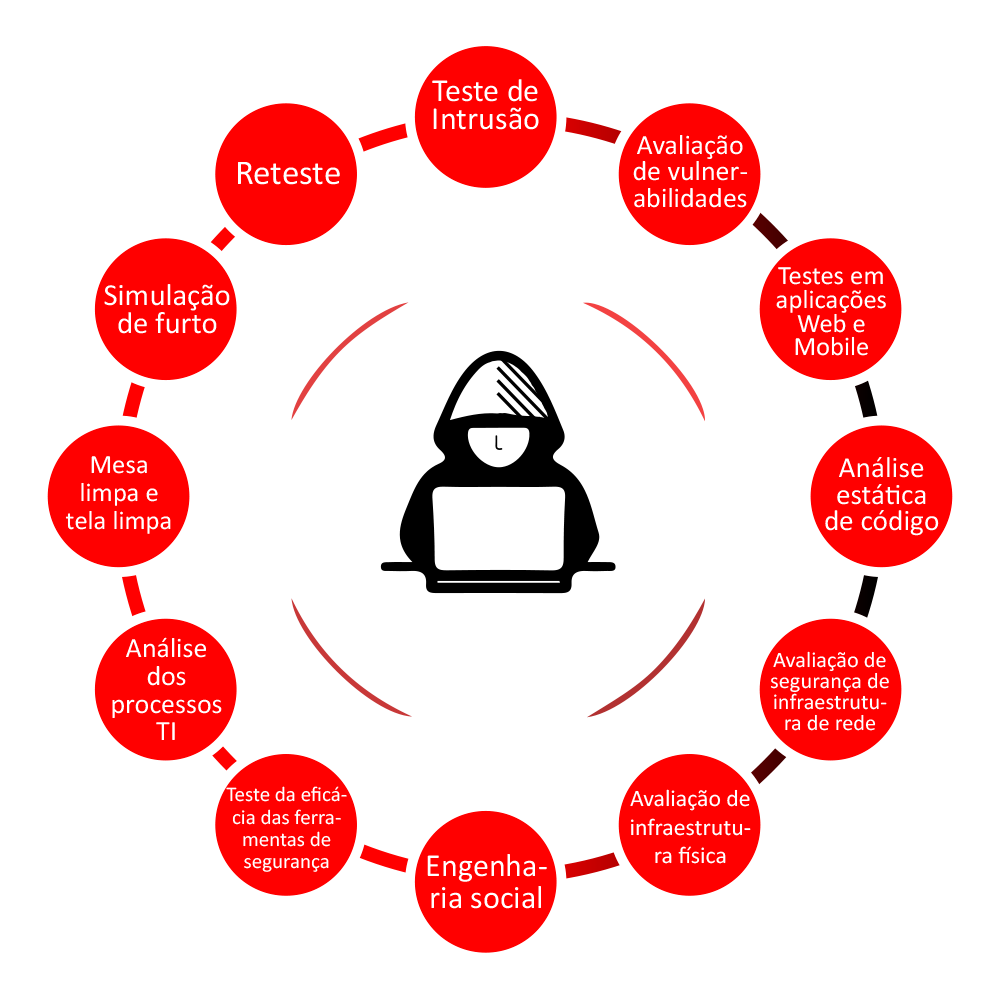 Teste de
Intrusão
Avaliação
de vulner-
abilidades
Testes em
aplicações
Web e
Mobile
Análise
estática
de código
Avaliação de
segurança de
infraestrutu-
ra de rede
Avaliação de
infraestrutu-
ra física
Engenha-
ria social
Teste da eficá-
cia das ferra-
mentas de
segurança
Análise
dos
processos
TI
Mesa
limpa e
tela limpa
Simulação
de furto
Reteste